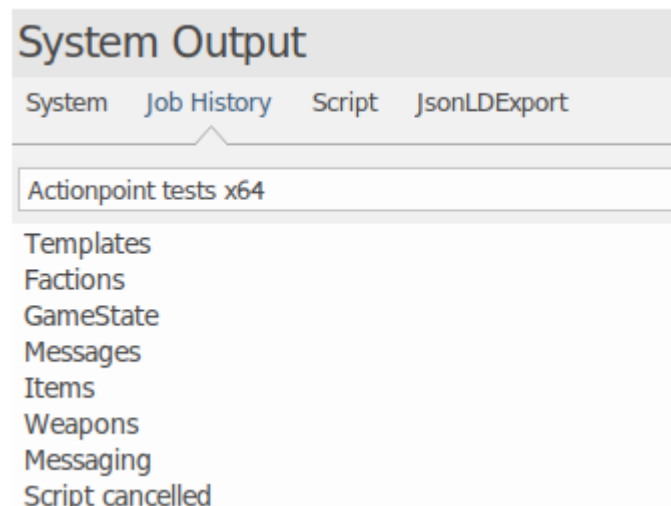 System Output
System Job History Script JsonLDExport
Actionpoint tests x64
Templates
Factions
GameState
Messages
Items
Weapons
Messaging
Script cancelled